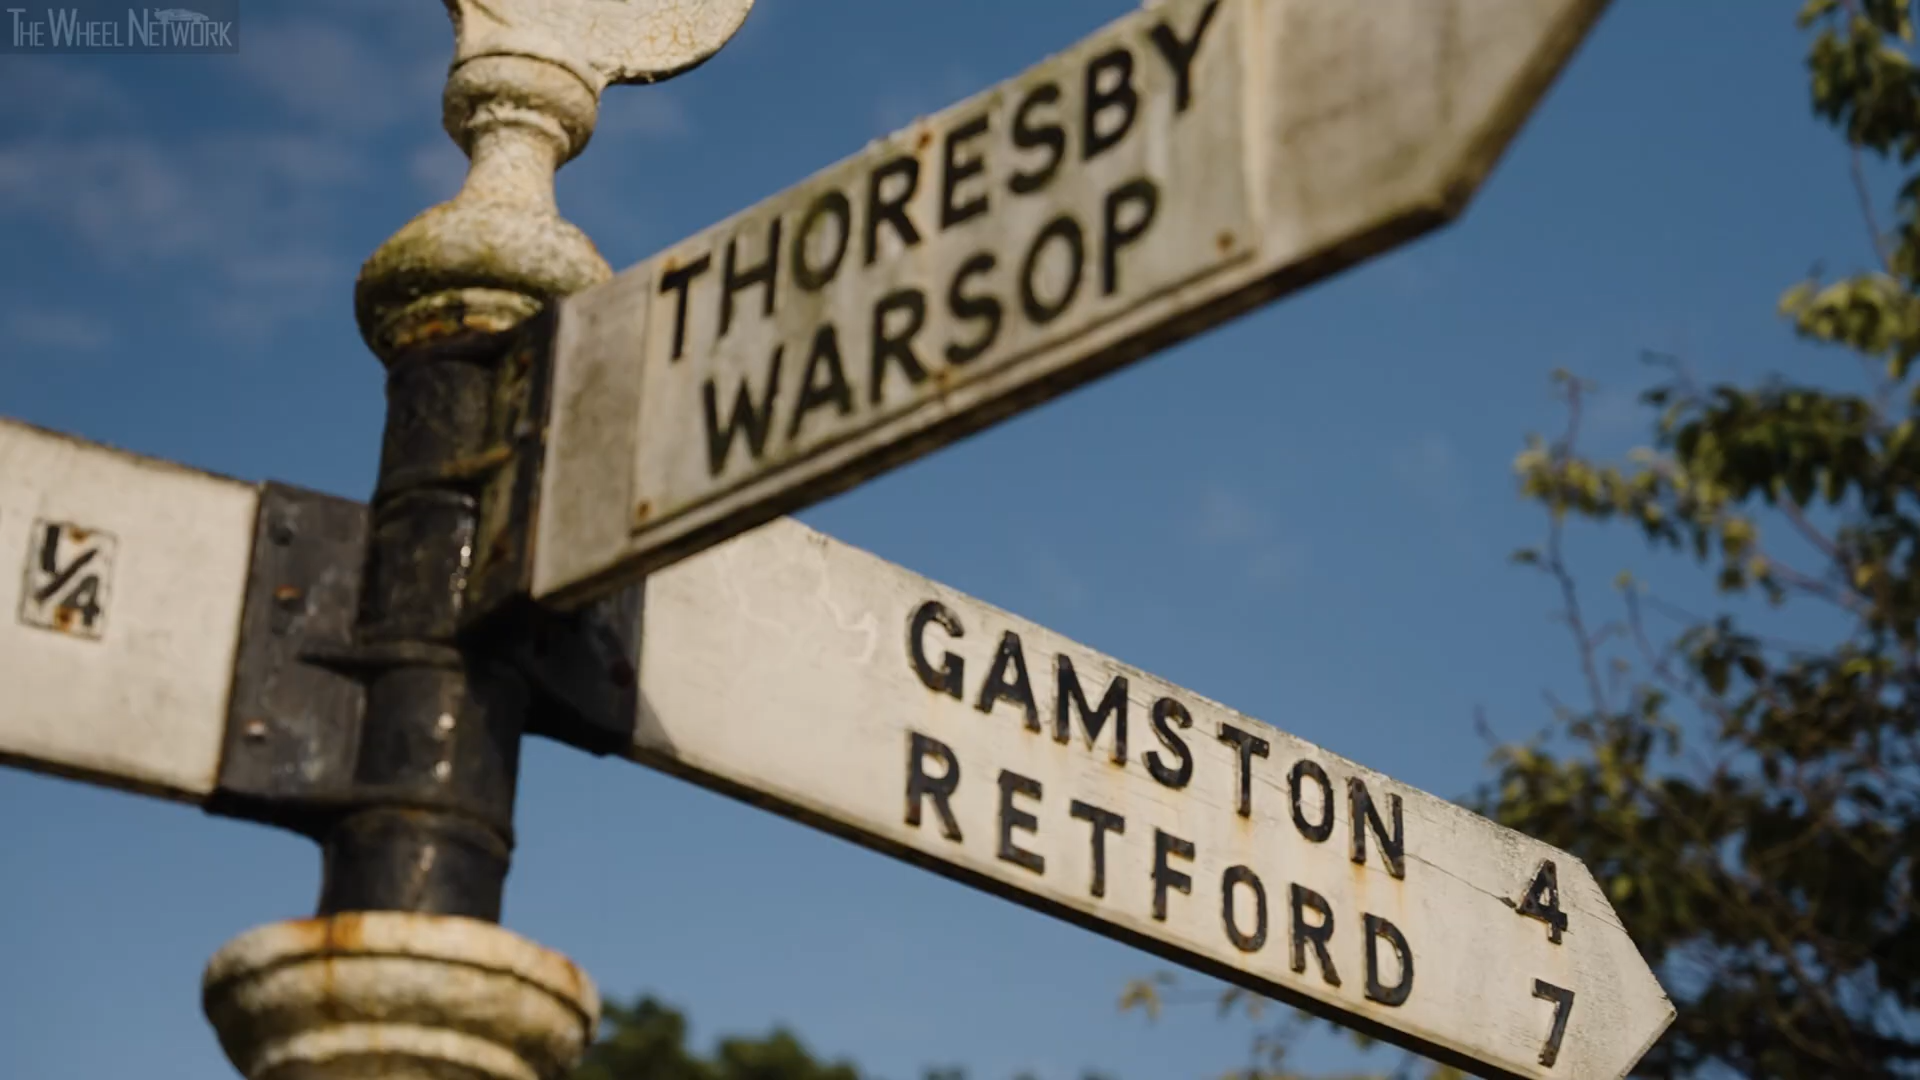 THE WHEEL NETWORK
THORESBY
WARSOP
1/4
GAMSTON 4
RETFORD 7